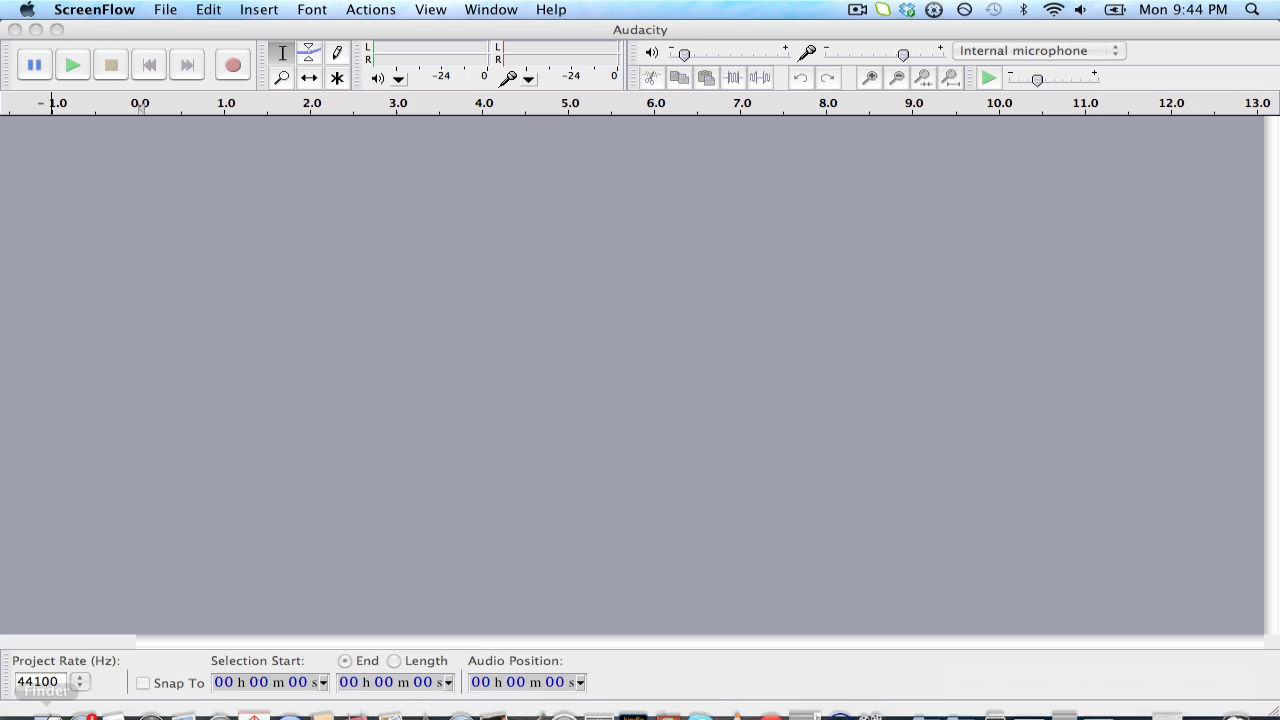 ScreenFlow File Edit Insert Font Actions View Window Help Mon 9:44 PM
Audacity
L
R
-24 0
L
R
-24 0
Internal microphone
- 1.0 0.0 1.0 2.0 3.0 4.0 5.0 6.0 7.0 8.0 9.0 10.0 11.0 12.0 13.0
Project Rate (Hz): Selection Start: End Length Audio Position:
44100 Snap To 00 h 00 m 00 s 00 h 00 m 00 s 00 h 00 m 00 s
Finder